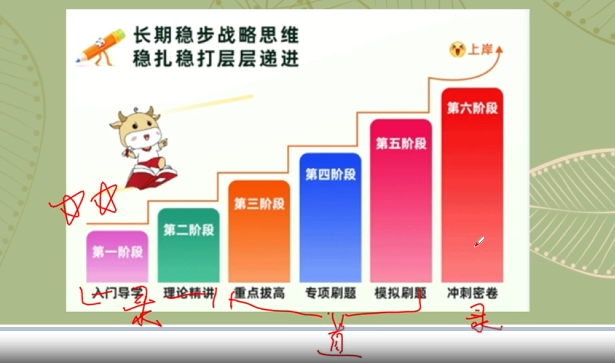 长期稳步战略思维
稳扎稳打层层递进
上岸
第六阶段
第五阶段
第四阶段
第三阶段
第二阶段
第一阶段
入门导学 理论精讲 重点拔高 专项刷题 模拟刷题 冲刺密卷
录 录